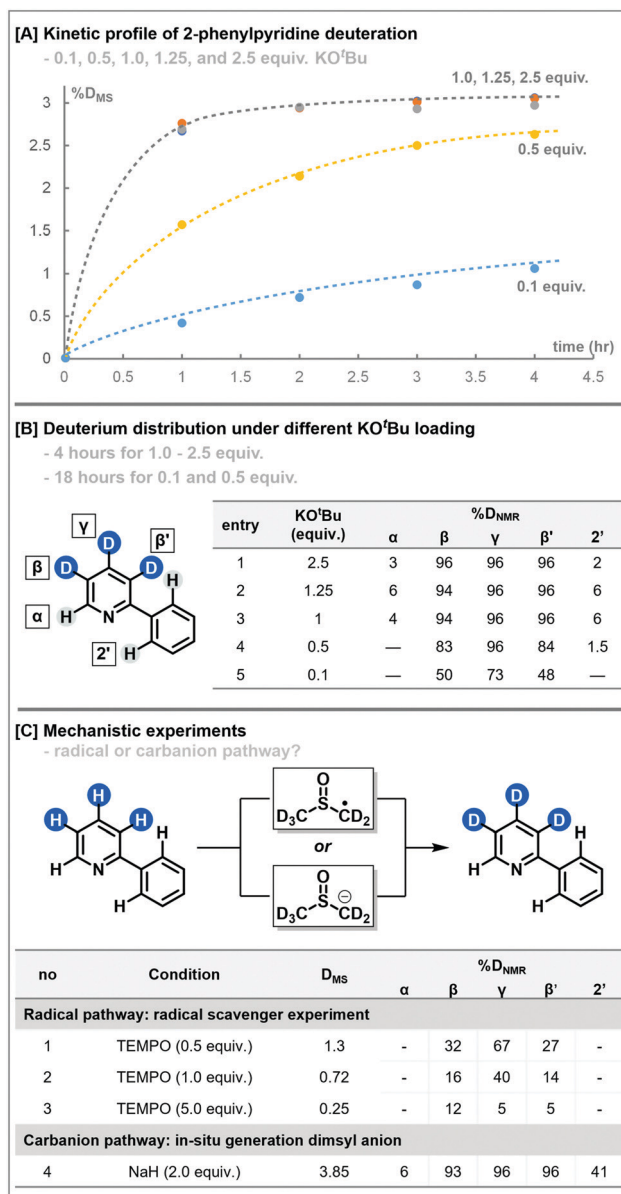 [A] Kinetic profile of 2-phenylpyridine deuteration
- 0.1, 0.5, 1.0, 1.25, and 2.5 equiv. KOᵗBu
%D_MS
1.0, 1.25, 2.5 equiv.
3
2.5
0.5 equiv.
2
1.5
1
0.1 equiv.
0.5
time (hr)
0
0 0.5 1 1.5 2 2.5 3 3.5 4 4.5
[B] Deuterium distribution under different KOᵗBu loading
- 4 hours for 1.0 - 2.5 equiv.
- 18 hours for 0.1 and 0.5 equiv.
γ
D
β'
β
D
D
H
α
H
N
2'
H
entry KOᵗBu (equiv.) %D_NMR
α β γ β' 2'
1 2.5 3 96 96 96 2
2 1.25 6 94 96 96 6
3 1 4 94 96 96 6
4 0.5 — 83 96 84 1.5
5 0.1 — 50 73 48 —
[C] Mechanistic experiments
- radical or carbanion pathway?
H
H
H
H
H
N
H
O
D₃C S CD₂
or
O
D₃C S CD₂
D
D
D
H
H
N
H
no Condition D_MS %D_NMR
α β γ β' 2'
Radical pathway: radical scavenger experiment
1 TEMPO (0.5 equiv.) 1.3 - 32 67 27 -
2 TEMPO (1.0 equiv.) 0.72 - 16 40 14 -
3 TEMPO (5.0 equiv.) 0.25 - 12 5 5 -
Carbanion pathway: in-situ generation dimsyl anion
4 NaH (2.0 equiv.) 3.85 6 93 96 96 41